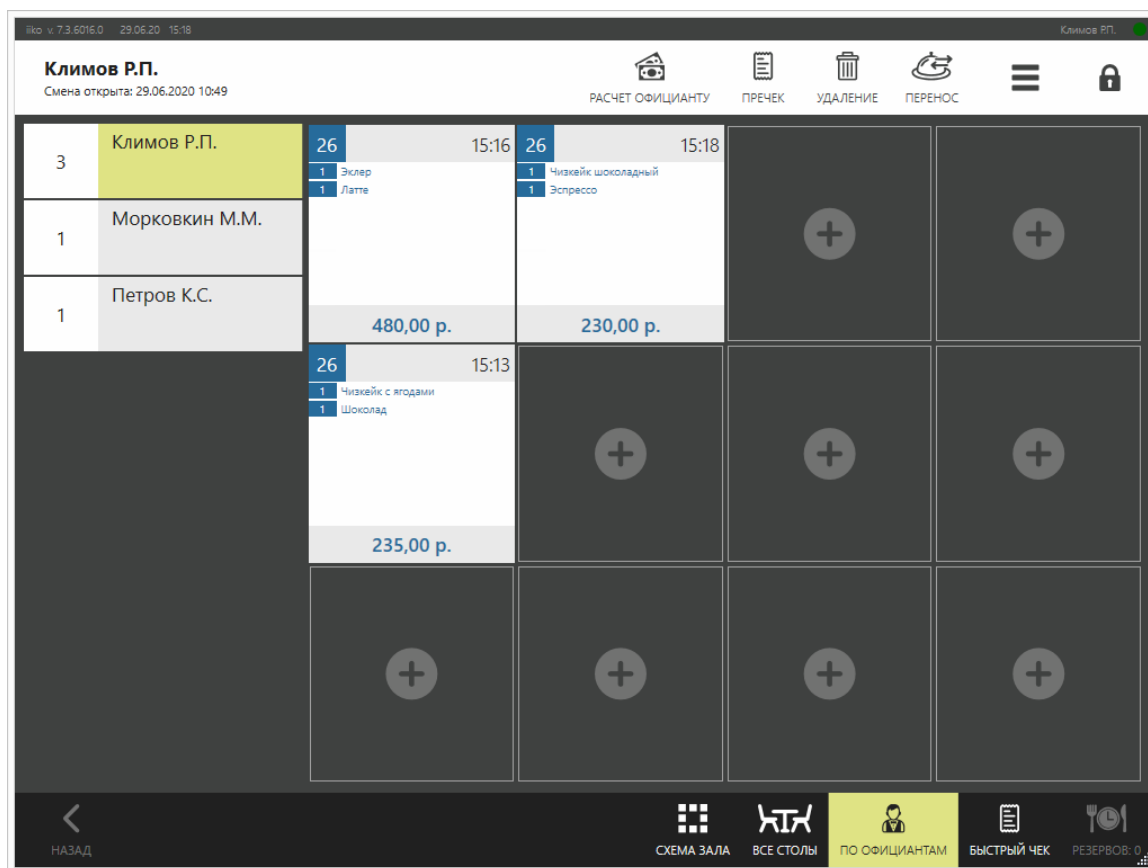 iiko v. 7.3.6016.0 29.06.20 15:18 Климов Р.П.
Климов Р.П.
Смена открыта: 29.06.2020 10:49
РАСЧЕТ ОФИЦИАНТУ ПРЕЧЕК УДАЛЕНИЕ ПЕРЕНОС
3 Климов Р.П.
1 Морковкин М.М.
1 Петров К.С.
26 15:16
1 Эклер
1 Латте
480,00 р.
26 15:18
1 Чизкейк шоколадный
1 Эспрессо
230,00 р.
26 15:13
1 Чизкейк с ягодами
1 Шоколад
235,00 р.
НАЗАД СХЕМА ЗАЛА ВСЕ СТОЛЫ ПО ОФИЦИАНТАМ БЫСТРЫЙ ЧЕК РЕЗЕРВОВ: 0